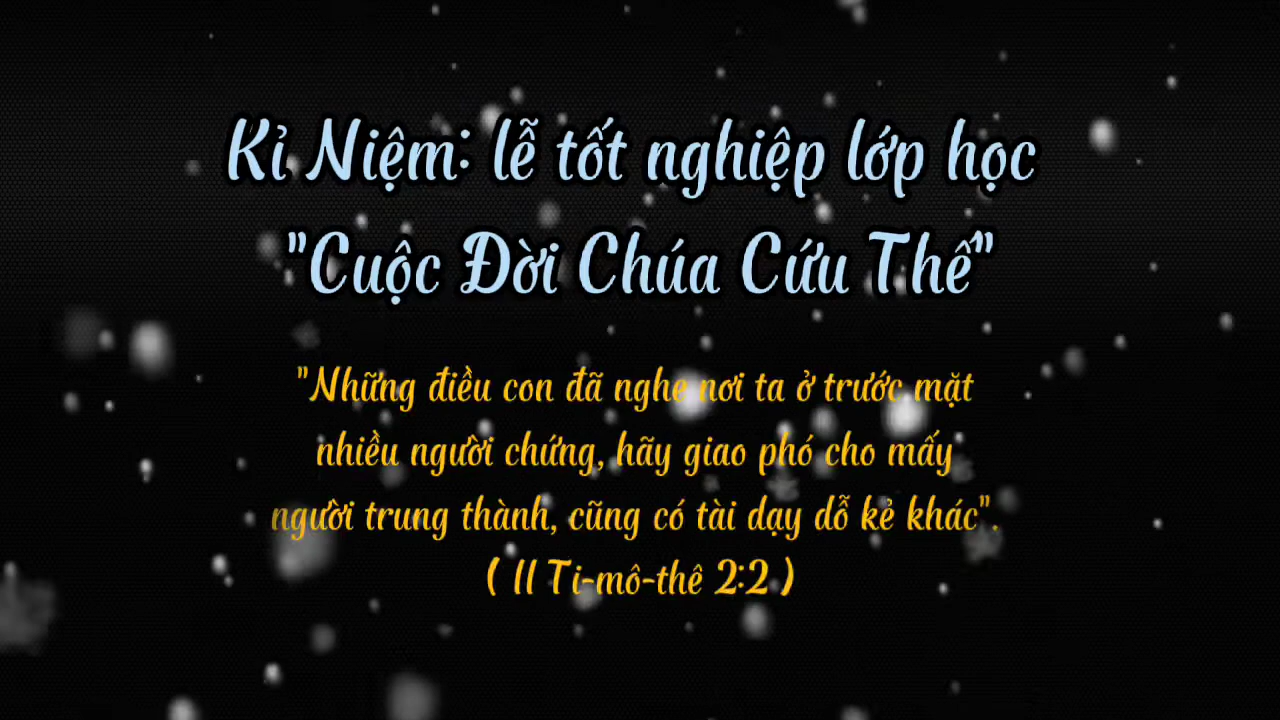 Kỉ Niệm: lễ tốt nghiệp lớp học
"Cuộc Đời Chúa Cứu Thế"
"Những điều con đã nghe nơi ta ở trước mặt
nhiều người chứng, hãy giao phó cho mấy
người trung thành, cũng có tài dạy dỗ kẻ khác".
( II Ti-mô-thê 2:2 )